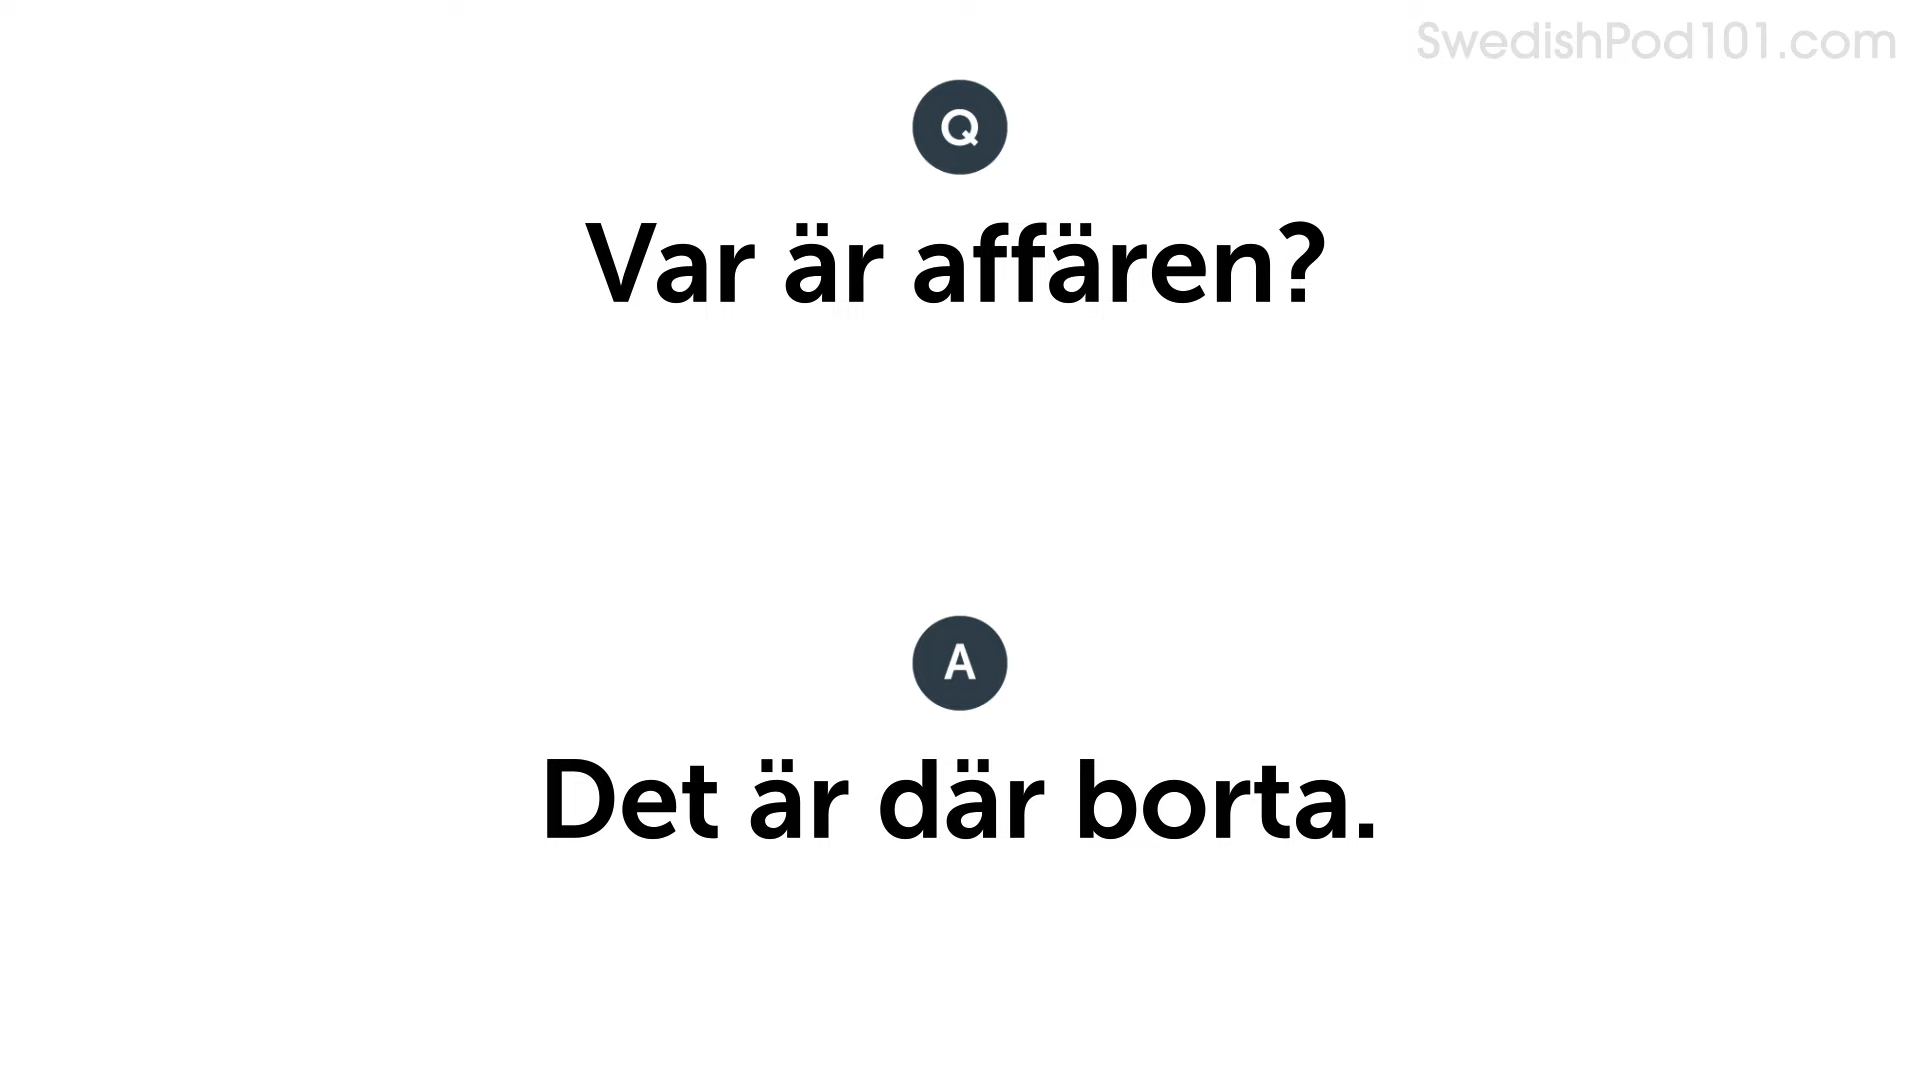 SwedishPod101.com
Q
Var är affären?
A
Det är där borta.